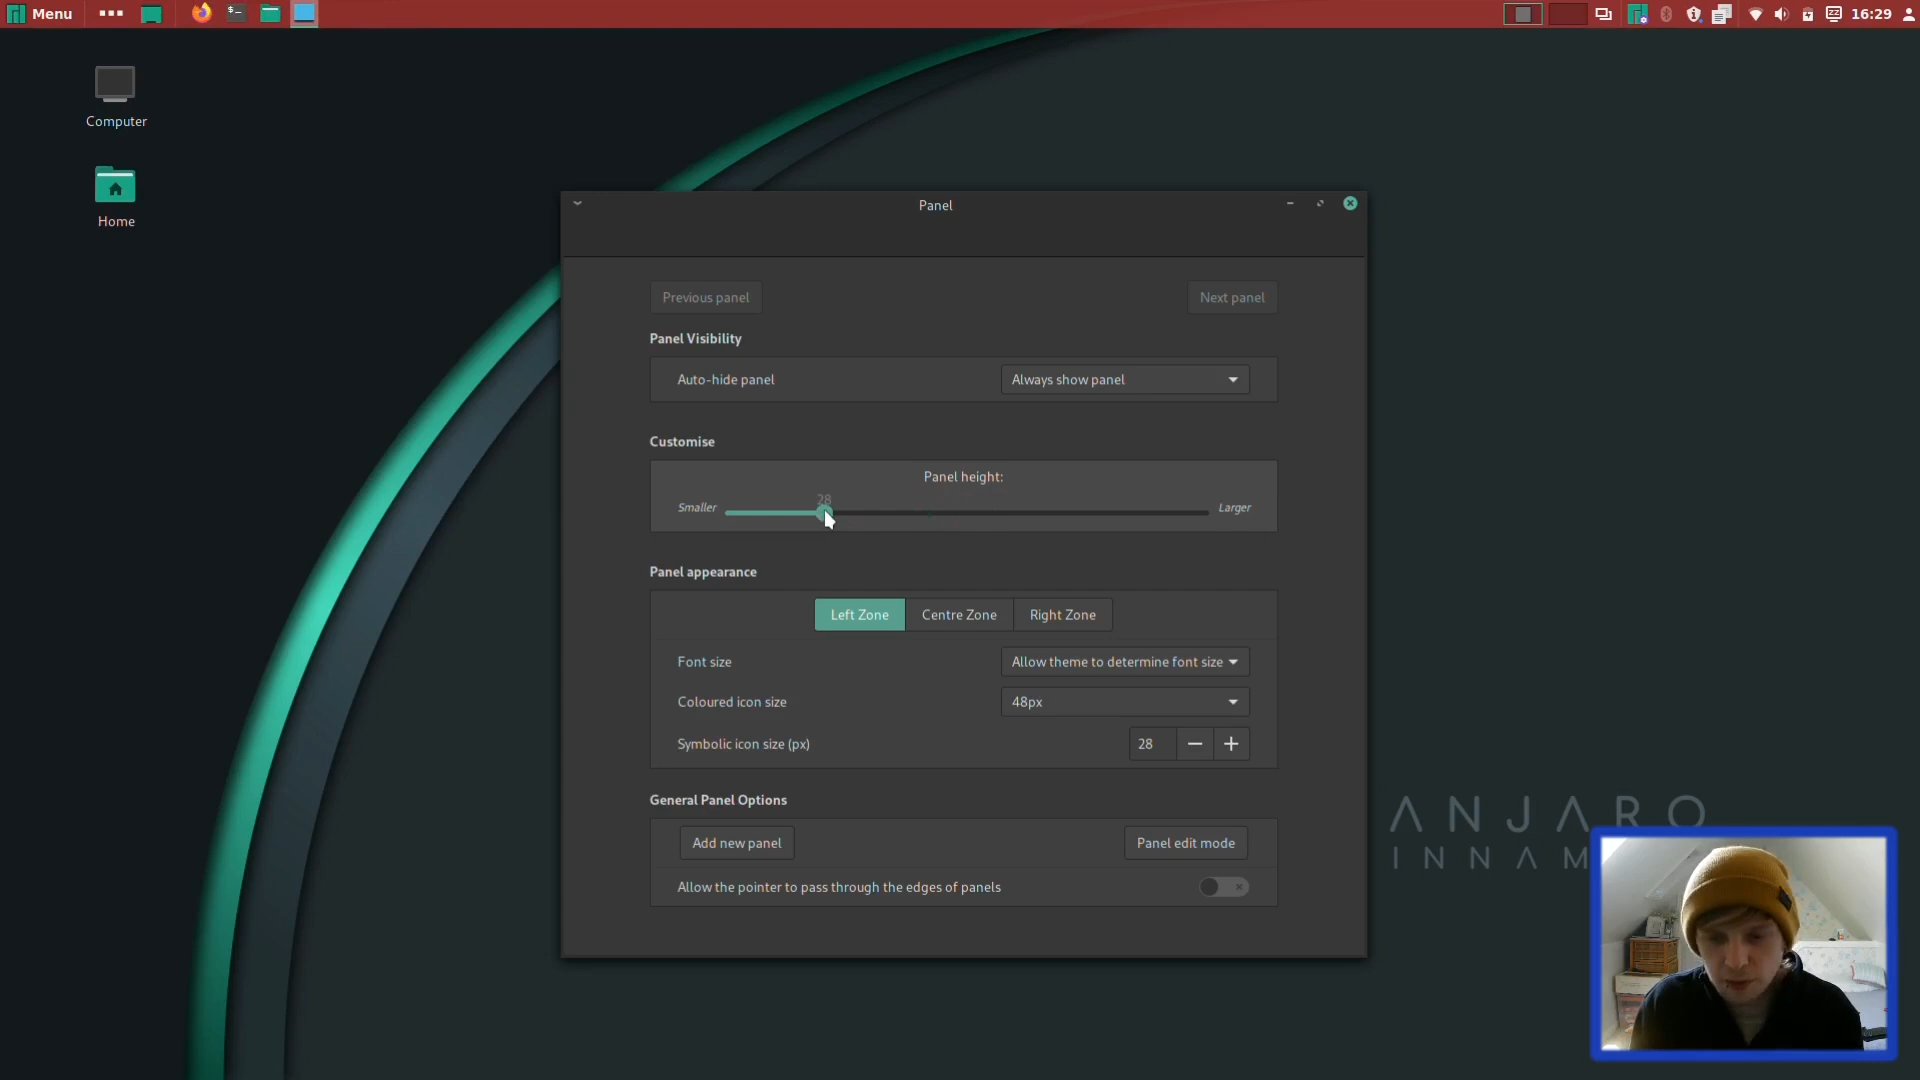 Menu
16:29
Computer
Home
Panel
Previous panel
Next panel
Panel Visibility
Auto-hide panel
Always show panel
Customise
Panel height:
28
Smaller
Larger
Panel appearance
Left Zone
Centre Zone
Right Zone
Font size
Allow theme to determine font size
Coloured icon size
48px
Symbolic icon size (px)
28
General Panel Options
Add new panel
Panel edit mode
Allow the pointer to pass through the edges of panels
ANJARO
INNAM